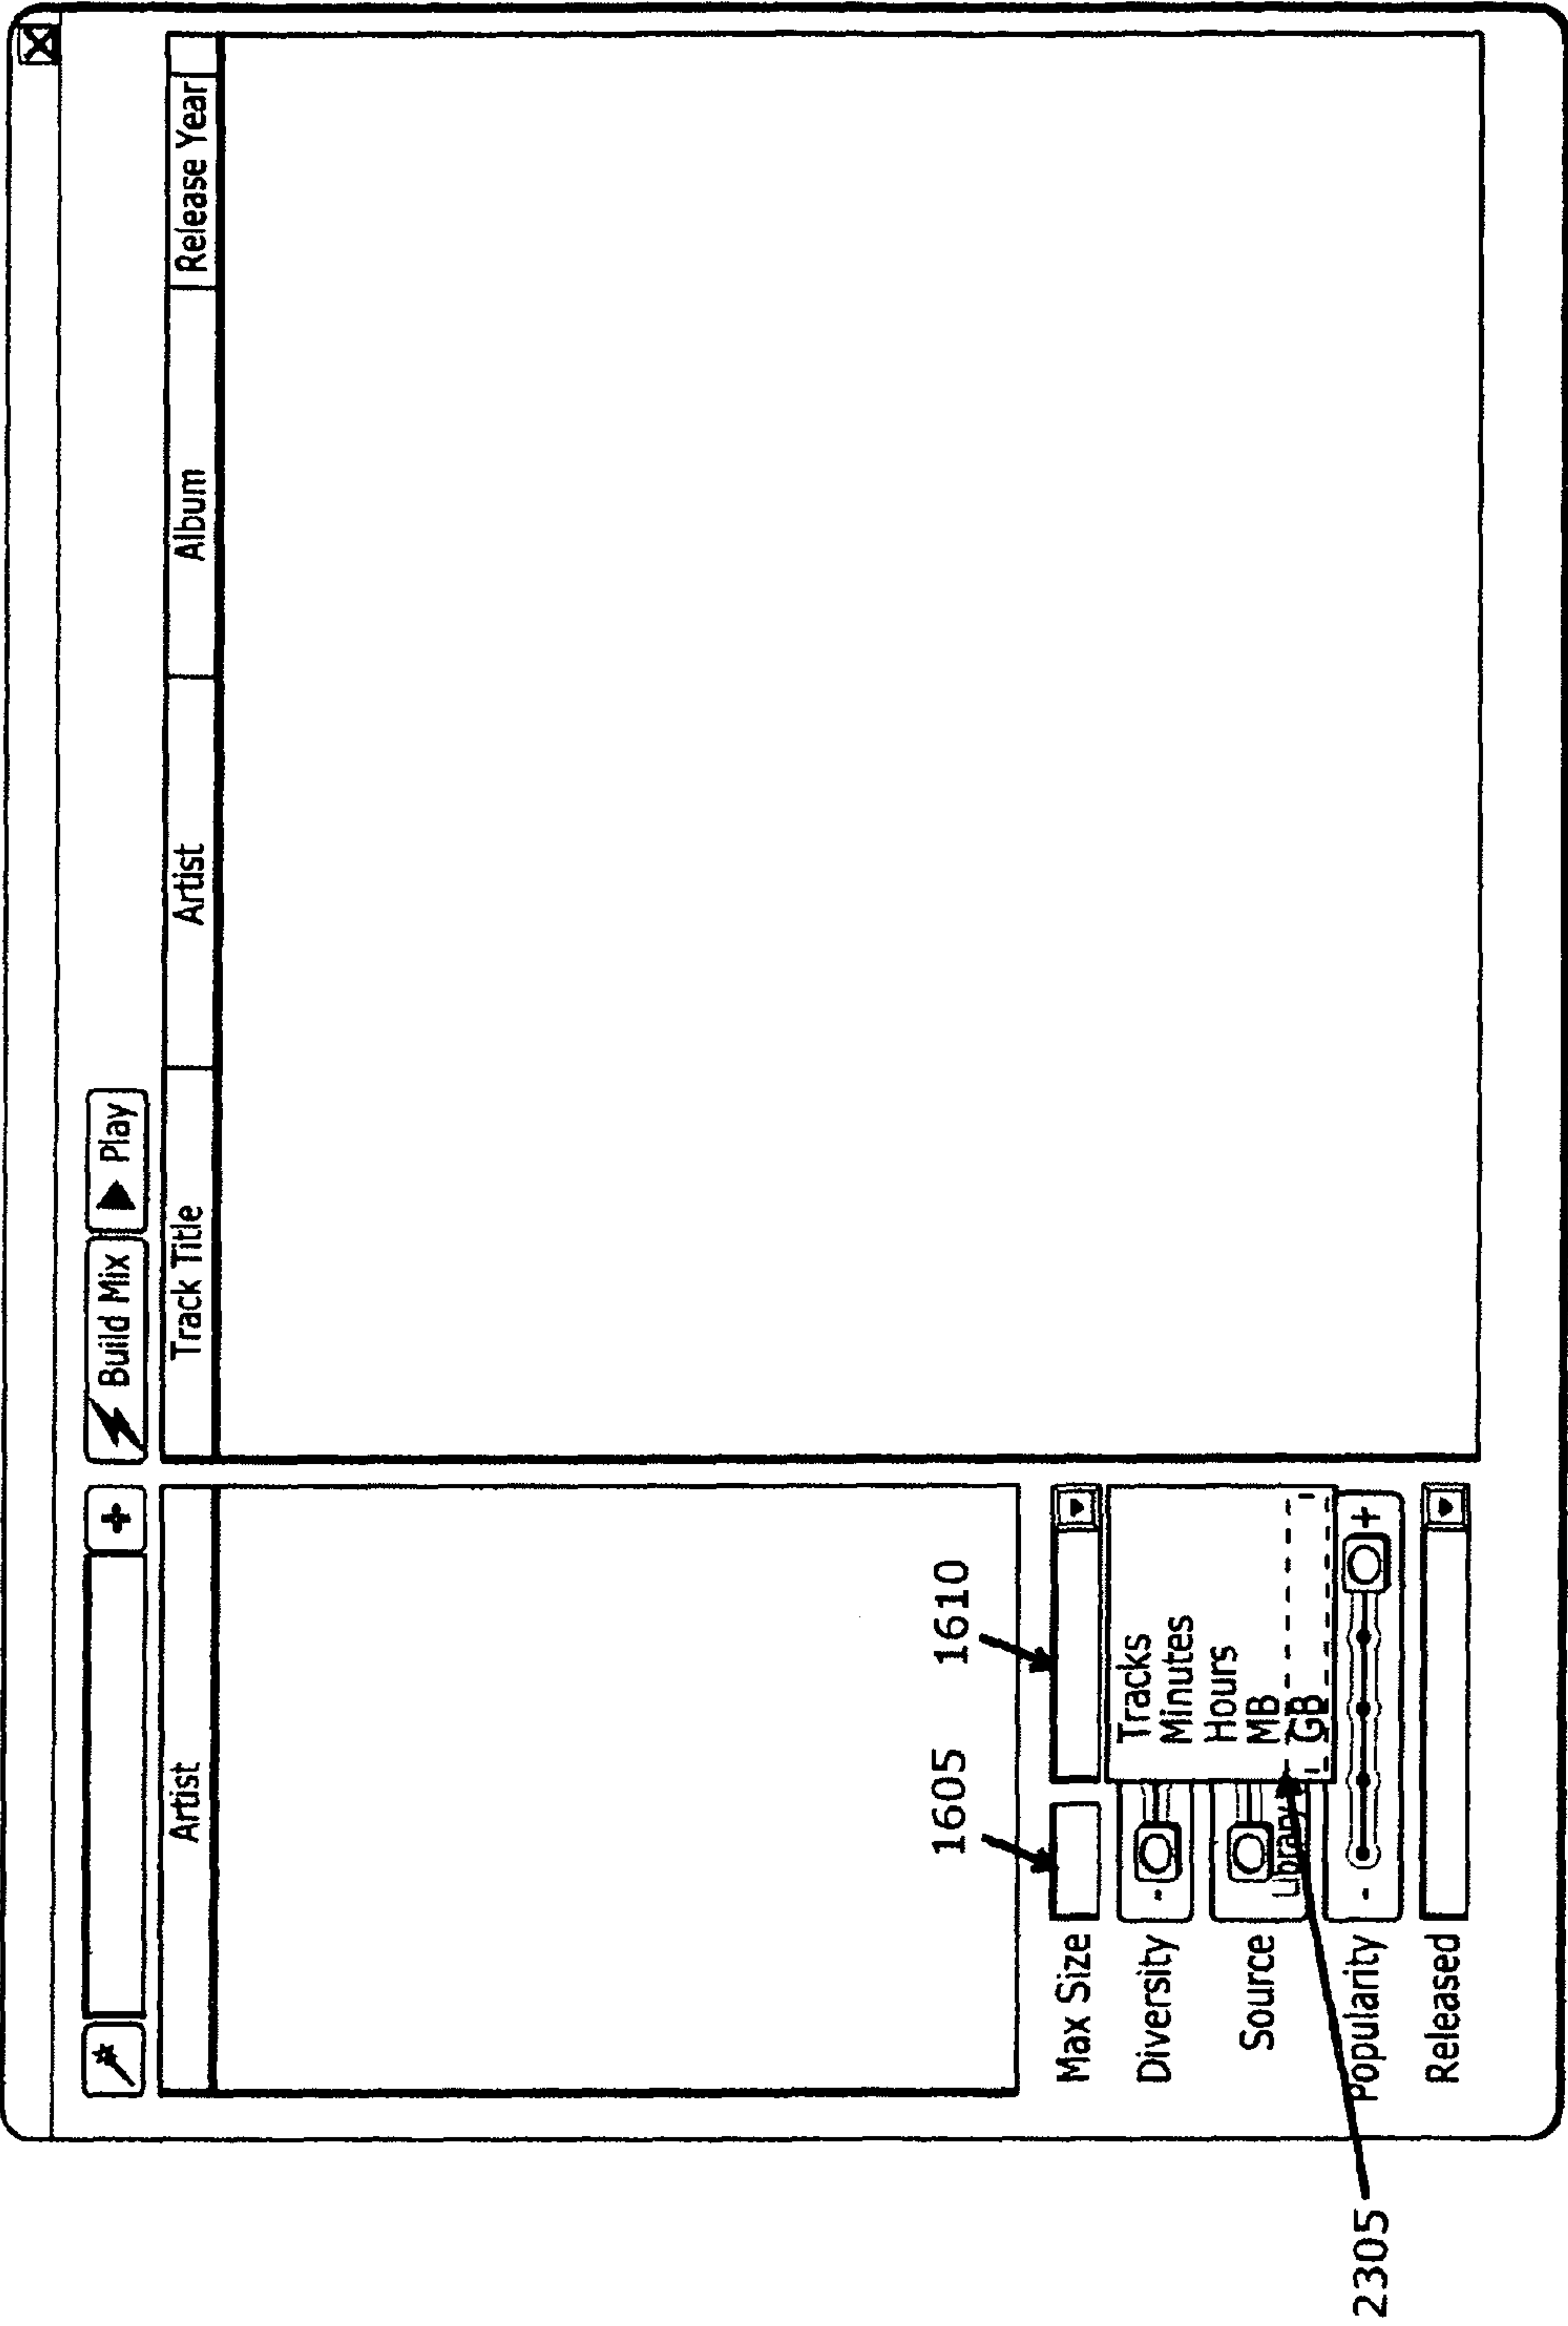 + Build Mix Play
Artist Track Title Artist Album Release Year
1605 1610
Max Size
Tracks
Minutes
Hours
MB
GB
Diversity -
Source Library
Popularity - +
Released
2305